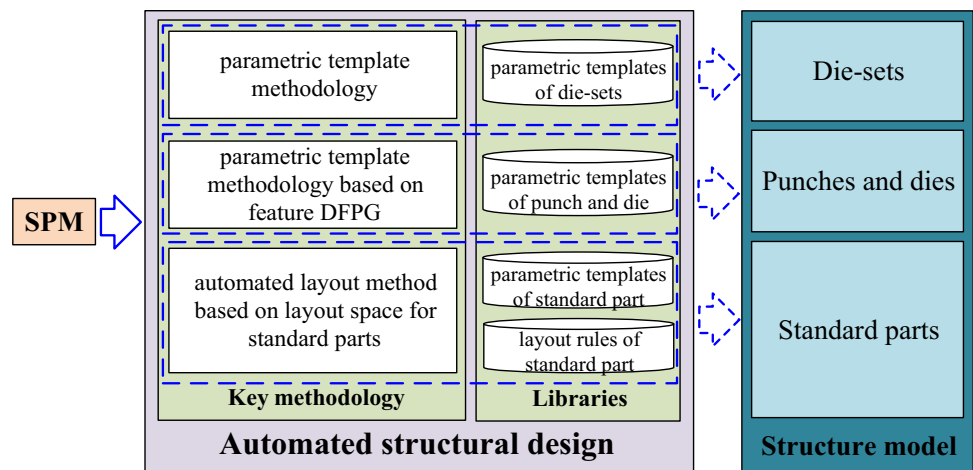 SPM
parametric template
methodology
parametric templates
of die-sets
Die-sets
parametric template
methodology based on
feature DFPG
parametric templates
of punch and die
Punches and dies
automated layout method
based on layout space for
standard parts
parametric templates
of standard part
layout rules of
standard part
Standard parts
Key methodology
Libraries
Automated structural design
Structure model